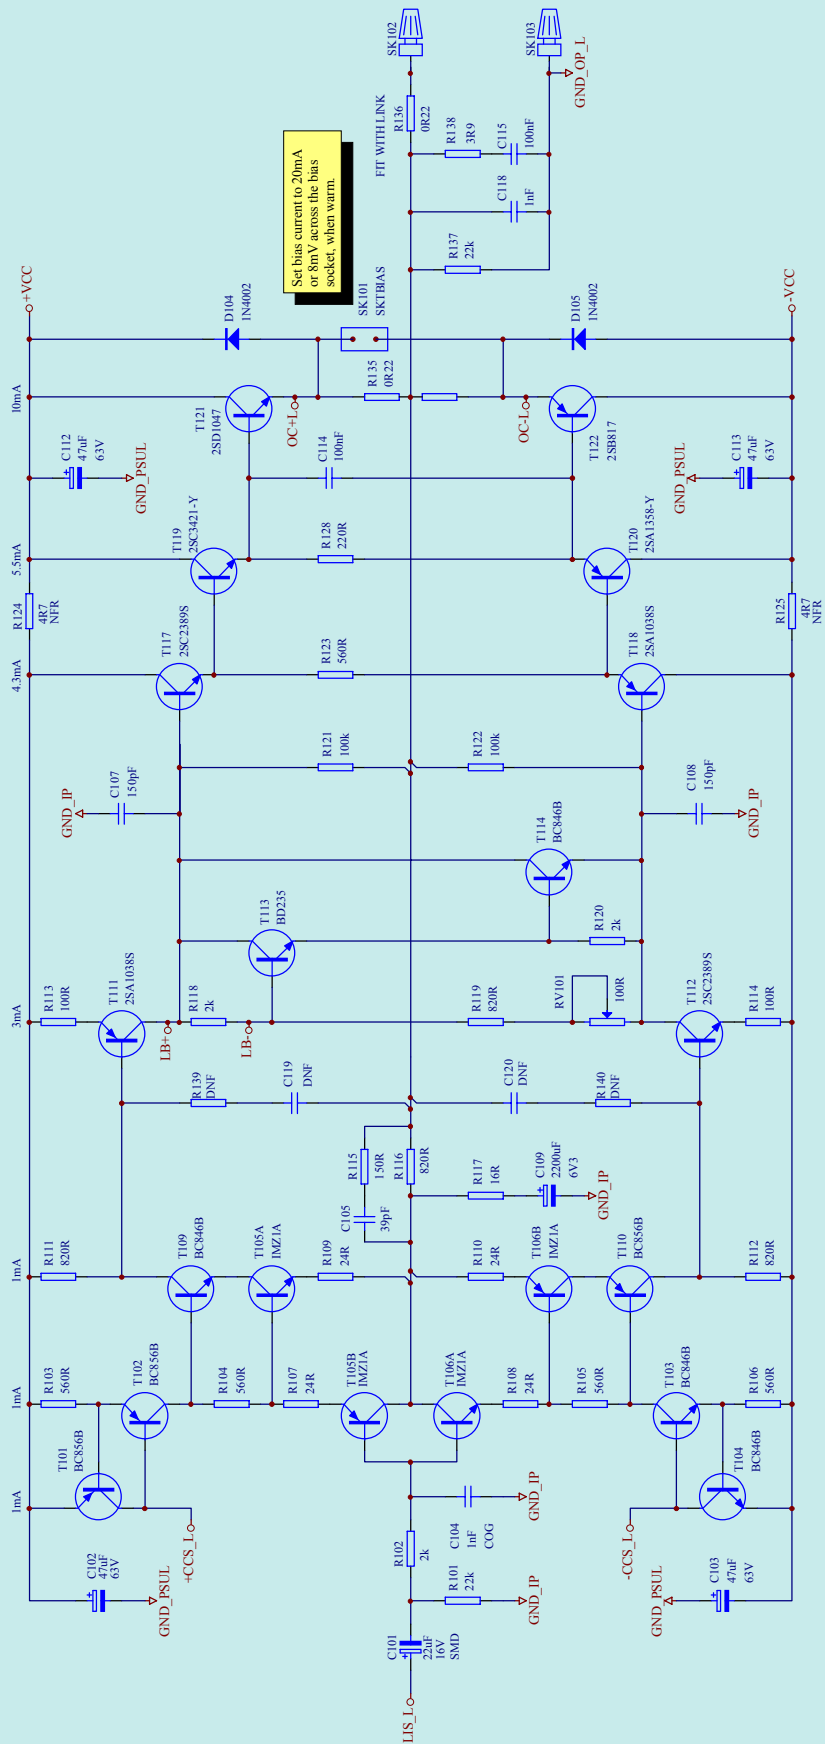 LIS_L
C101
22uF
16V
SMD
R101
22k
GND_IP
R102
2k
C104
1nF
COG
GND_IP
C102
47uF
63V
GND_PSUL
+CCS_L
1mA
T101
BC856B
1mA
R103
560R
T102
BC856B
R104
560R
R107
24R
T105B
IMZ1A
T106A
IMZ1A
R108
24R
R105
560R
T103
BC846B
R106
560R
T104
BC846B
-CCS_L
GND_PSUL
C103
47uF
63V
1mA
R111
820R
T109
BC846B
T105A
IMZ1A
R109
24R
R110
24R
T106B
IMZ1A
T110
BC856B
R112
820R
C105
39pF
R115
150R
R116
820R
R117
16R
C109
2200uF
6V3
GND_IP
R139
DNF
C119
DNF
C120
DNF
R140
DNF
3mA
R113
100R
T111
2SA1038S
LB+
R118
2k
LB-
R119
820R
RV101
100R
T112
2SC2389S
R114
100R
T113
BD235
R120
2k
T114
BC846B
GND_IP
C107
150pF
R121
100k
R122
100k
C108
150pF
GND_IP
4.3mA
T117
2SC2389S
R123
560R
T118
2SA1038S
R124
4R7
NFR
R125
4R7
NFR
5.5mA
T119
2SC3421-Y
R128
220R
T120
2SA1358-Y
C112
47uF
63V
GND_PSUL
C114
100nF
GND_PSUL
C113
47uF
63V
10mA
T121
2SD1047
OC+L
R135
0R22
OC-L
T122
2SB817
+VCC
D104
1N4002
SK101
SKTBIAS
D105
1N4002
-VCC
Set bias current to 20mA
or 8mV across the bias
socket, when warm.
R137
22k
C118
1nF
R138
3R9
C115
100nF
FIT WITH LINK
R136
0R22
GND_OP_L
SK102
SK103